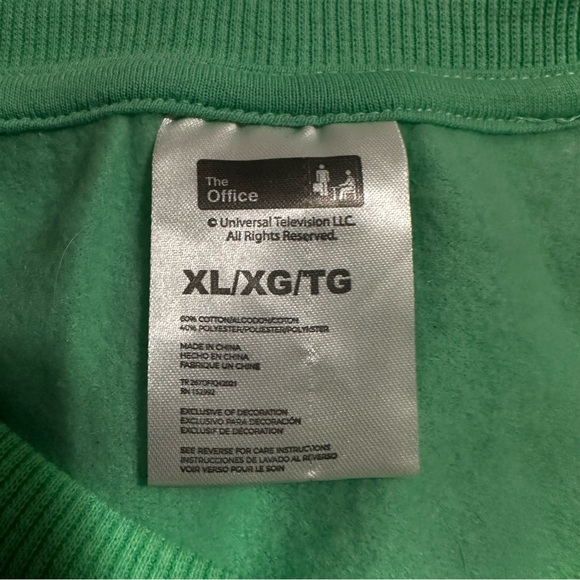 The
Office
© Universal Television LLC.
All Rights Reserved.
XL/XG/TG
60% COTTON/ALGODON/COTON
40% POLYESTER/POLIESTER/POLYESTER
MADE IN CHINA
HECHO EN CHINA
FABRIQUE UN CHINE
RN 152992
EXCLUSIVE OF DECORATION
EXCLUSIVO PARA DECORACIÓN
EXCLUSIF DE DÉCORATION
SEE REVERSE FOR CARE INSTRUCTIONS
INSTRUCCIONES DE LAVADO AL REVERSO
VOIR VERSO POUR LE SOIN